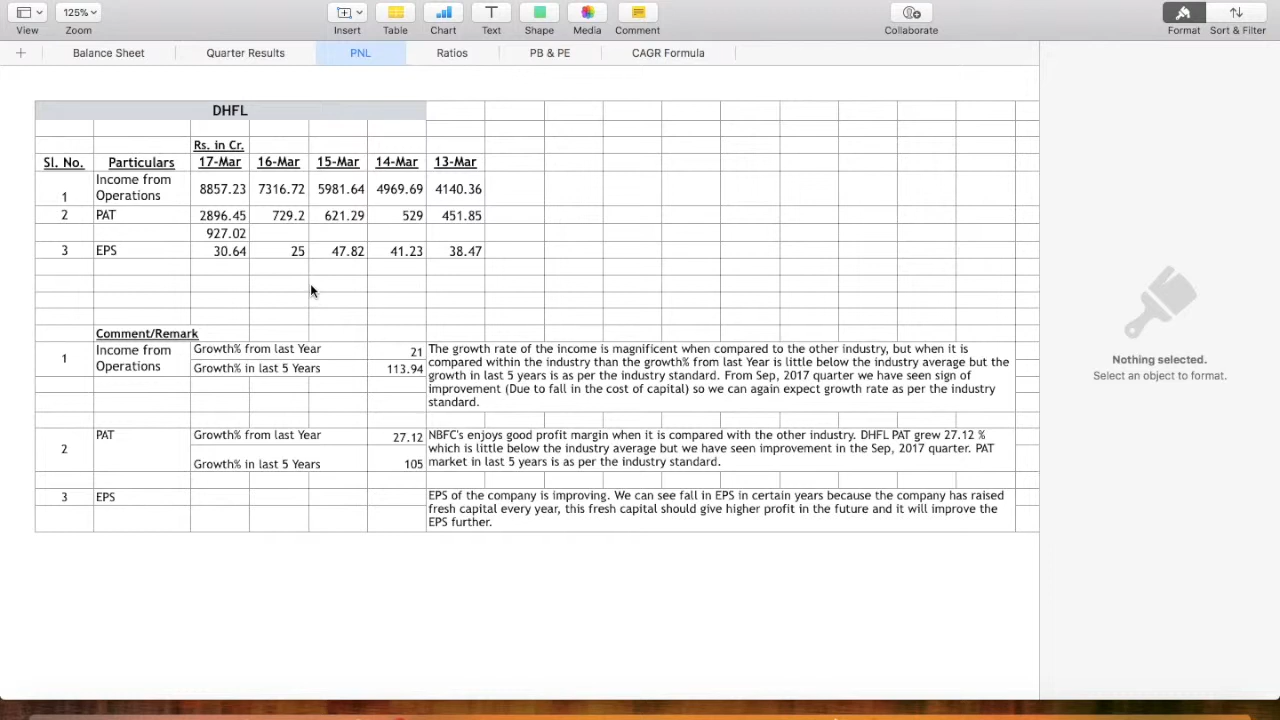 125%
View
Zoom
Insert
Table
Chart
Text
Shape
Media
Comment
Collaborate
Format
Sort & Filter
Balance Sheet
Quarter Results
PNL
Ratios
PB & PE
CAGR Formula
DHFL
Rs. in Cr.
Sl. No. Particulars 17-Mar 16-Mar 15-Mar 14-Mar 13-Mar
1 Income from
Operations 8857.23 7316.72 5981.64 4969.69 4140.36
2 PAT 2896.45 729.2 621.29 529 451.85
927.02
3 EPS 30.64 25 47.82 41.23 38.47
Comment/Remark
1 Income from
Operations
Growth% from last Year 21
Growth% in last 5 Years 113.94
The growth rate of the income is magnificent when compared to the other industry, but when it is
compared within the industry than the growth% from last Year is little below the industry average but the
growth in last 5 years is as per the industry standard. From Sep, 2017 quarter we have seen sign of
improvement (Due to fall in the cost of capital) so we can again expect growth rate as per the industry
standard.
2 PAT
Growth% from last Year 27.12
Growth% in last 5 Years 105
NBFC's enjoys good profit margin when it is compared with the other industry. DHFL PAT grew 27.12 %
which is little below the industry average but we have seen improvement in the Sep, 2017 quarter. PAT
market in last 5 years is as per the industry standard.
3 EPS
EPS of the company is improving. We can see fall in EPS in certain years because the company has raised
fresh capital every year, this fresh capital should give higher profit in the future and it will improve the
EPS further.
Nothing selected.
Select an object to format.